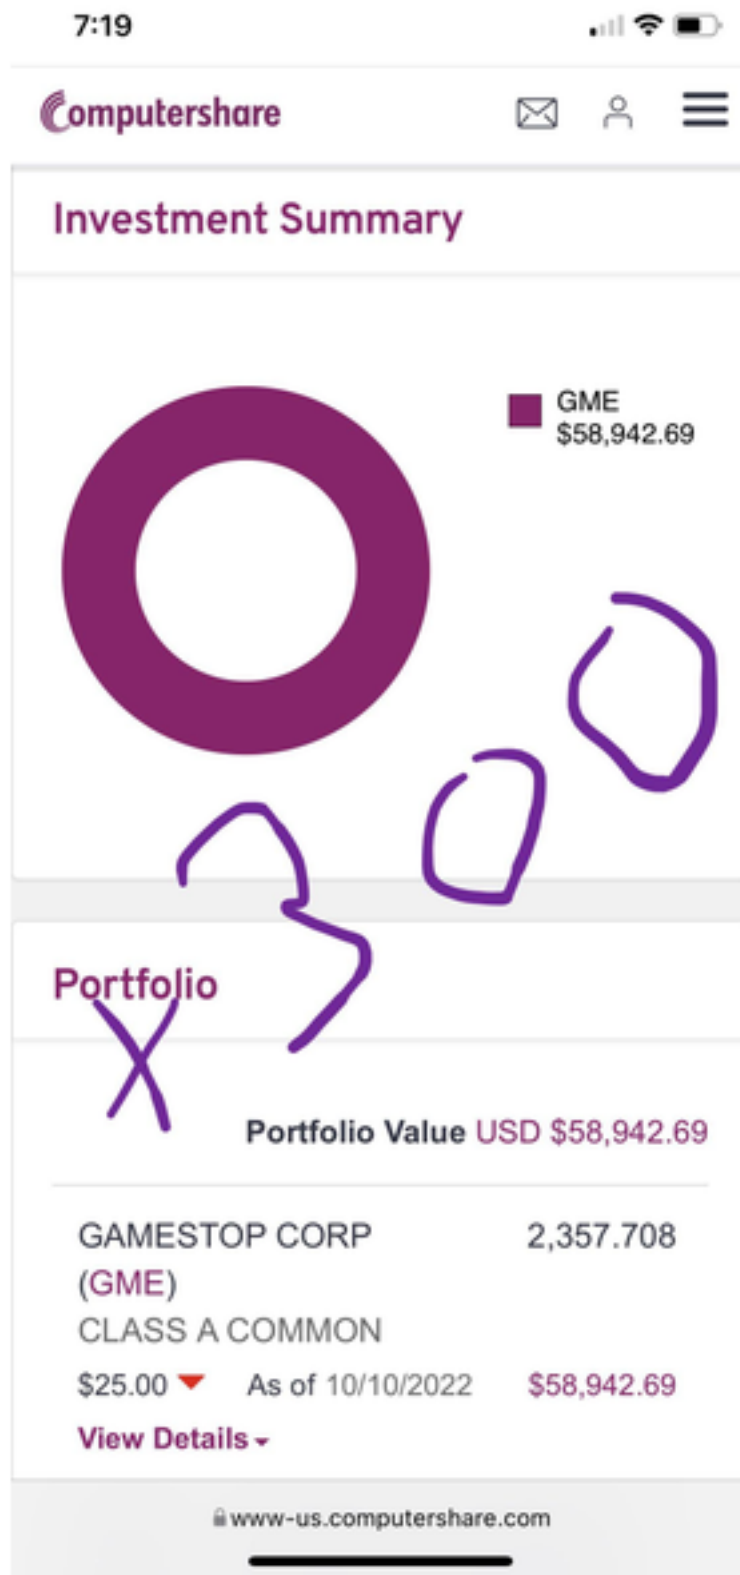 7:19
Computershare
Investment Summary
GME
$58,942.69
X300
Portfolio
Portfolio Value USD $58,942.69
GAMESTOP CORP 2,357.708
(GME)
CLASS A COMMON
$25.00 As of 10/10/2022 $58,942.69
View Details
www-us.computershare.com